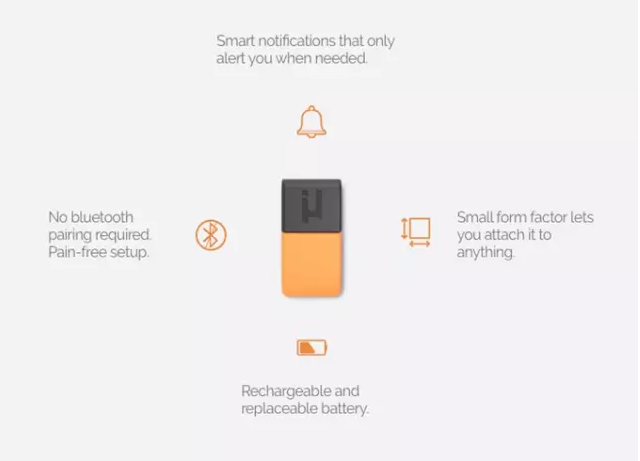 Smart notifications that only
alert you when needed.
No bluetooth
pairing required.
Pain-free setup.
Small form factor lets
you attach it to
anything.
Rechargeable and
replaceable battery.